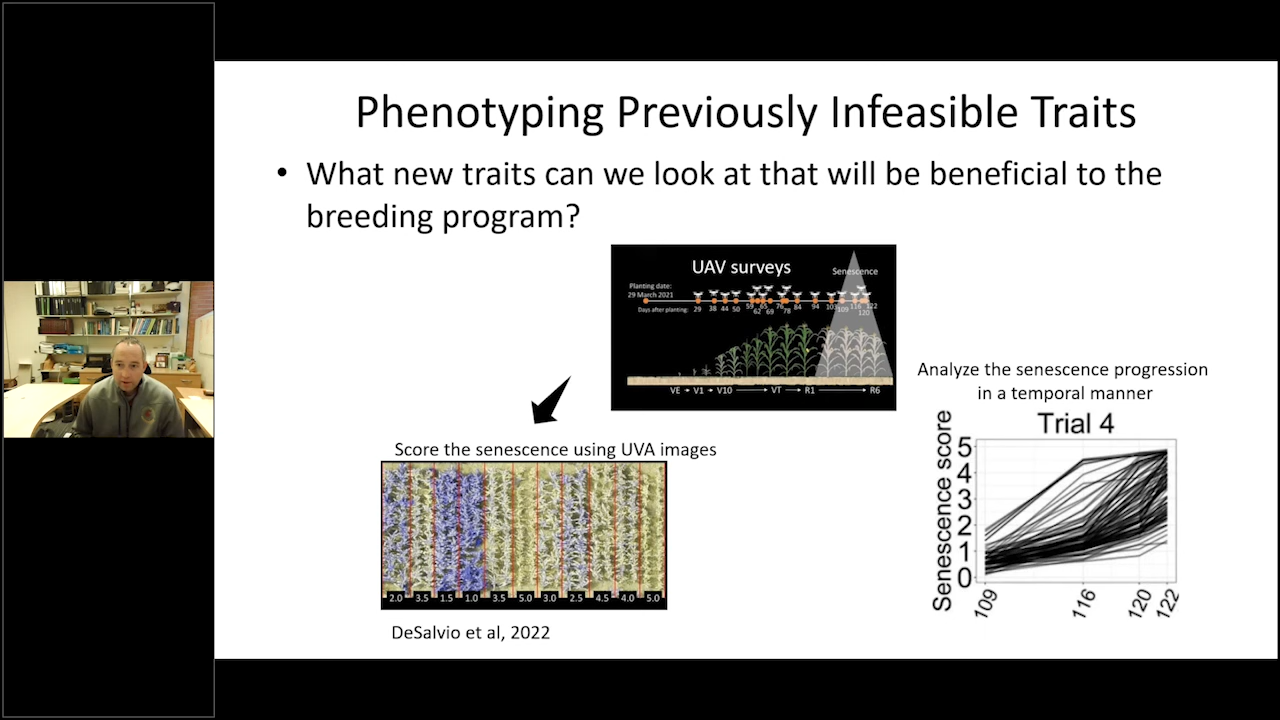 Phenotyping Previously Infeasible Traits
• What new traits can we look at that will be beneficial to the
breeding program?
UAV surveys
Senescence
Planting date:
29 March 2021
Days after planting: 29 38 44 50 59 62 65 69 76 78 84 94 103 109 116 120 122
VE V1 V10 VT R1 R6
Analyze the senescence progression
in a temporal manner
Trial 4
Senescence score
5
4
3
2
1
0
109 116 120 122
Score the senescence using UVA images
2.0 3.5 1.5 1.0 3.5 5.0 3.0 2.5 4.5 4.0 5.0
DeSalvio et al, 2022